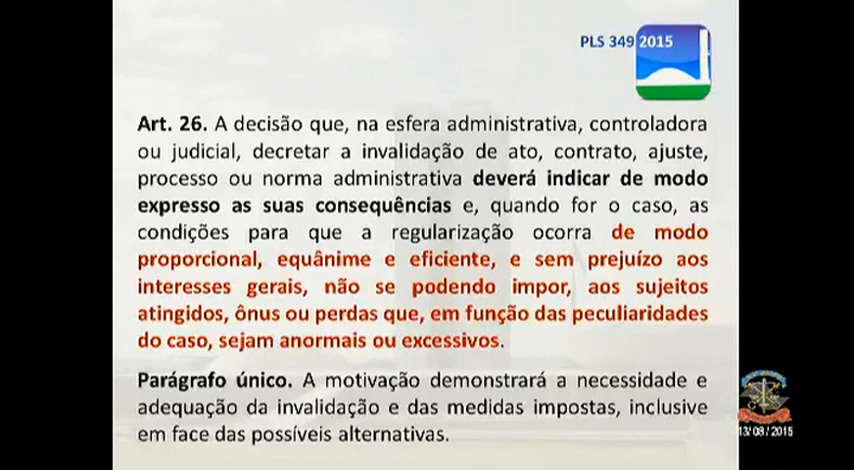 PLS 349 2015
Art. 26. A decisão que, na esfera administrativa, controladora
ou judicial, decretar a invalidação de ato, contrato, ajuste,
processo ou norma administrativa deverá indicar de modo
expresso as suas consequências e, quando for o caso, as
condições para que a regularização ocorra de modo
proporcional, equânime e eficiente, e sem prejuízo aos
interesses gerais, não se podendo impor, aos sujeitos
atingidos, ônus ou perdas que, em função das peculiaridades
do caso, sejam anormais ou excessivos.
Parágrafo único. A motivação demonstrará a necessidade e
adequação da invalidação e das medidas impostas, inclusive
em face das possíveis alternativas.
13/08/2015